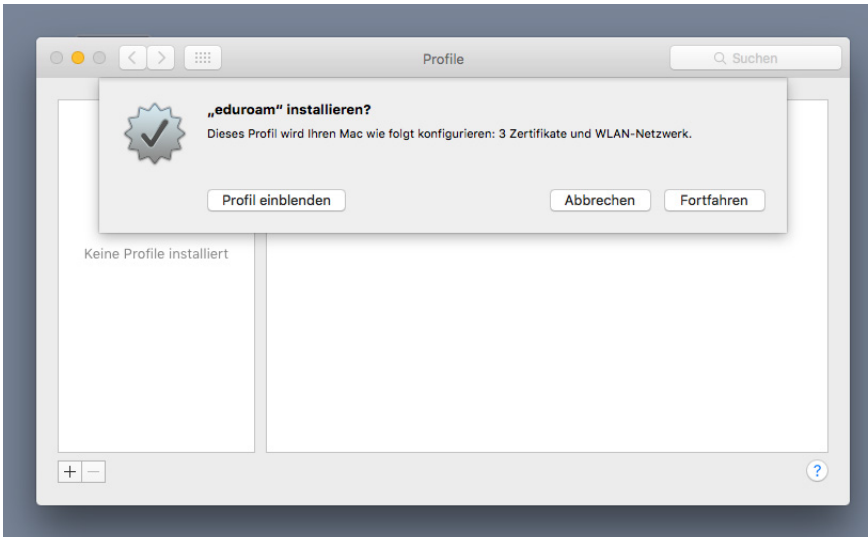 Profile
Suchen
„eduroam“ installieren?
Dieses Profil wird Ihren Mac wie folgt konfigurieren: 3 Zertifikate und WLAN-Netzwerk.
Profil einblenden Abbrechen Fortfahren
Keine Profile installiert
+ − ?